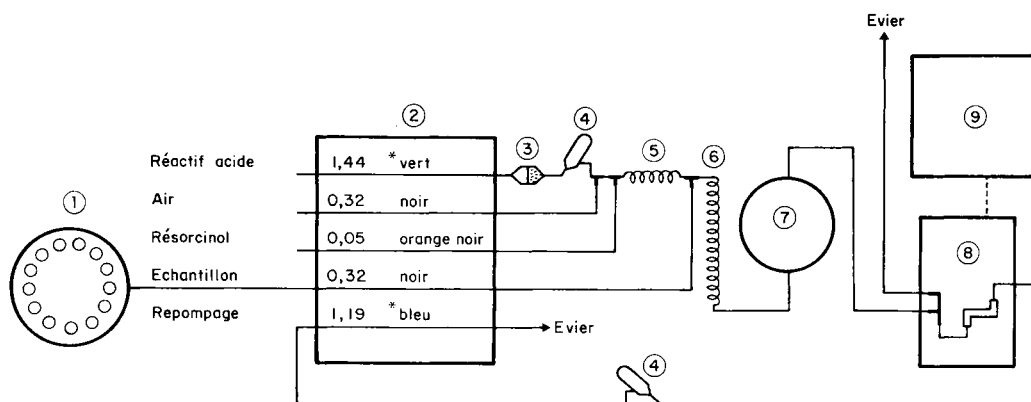 Evier
④
③
②
⑨
Réactif acide
1,44 *vert
⑤
⑥
Air
0,32 noir
①
⑦
Résorcinol
0,05 orange noir
⑧
Echantillon
0,32 noir
Repompage
1,19 *bleu
Evier
④